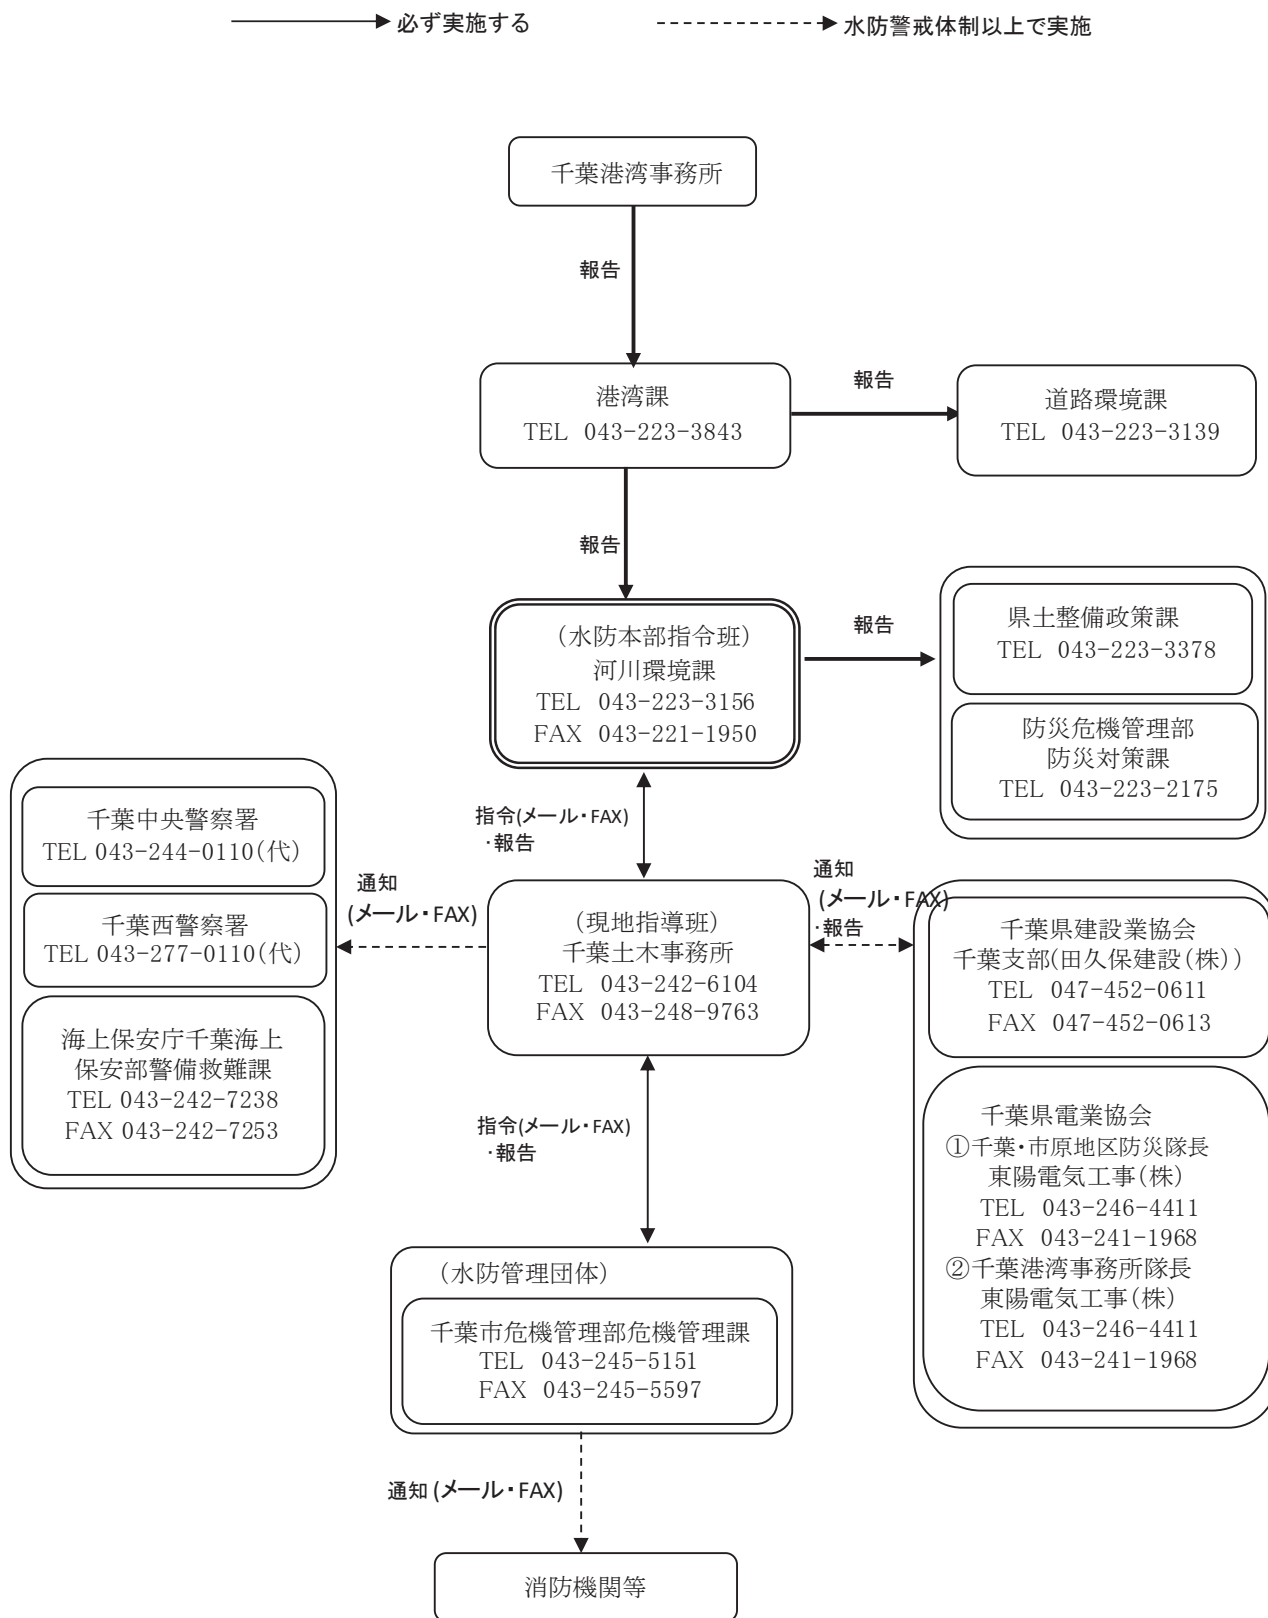 必ず実施する
水防警戒体制以上で実施
千葉港湾事務所
報告
港湾課
TEL 043-223-3843
報告
道路環境課
TEL 043-223-3139
報告
(水防本部指令班)
河川環境課
TEL 043-223-3156
FAX 043-221-1950
報告
県土整備政策課
TEL 043-223-3378
防災危機管理部
防災対策課
TEL 043-223-2175
指令(メール・FAX)
・報告
千葉中央警察署
TEL 043-244-0110(代)
千葉西警察署
TEL 043-277-0110(代)
海上保安庁千葉海上
保安部警備救難課
TEL 043-242-7238
FAX 043-242-7253
通知
(メール・FAX)
(現地指導班)
千葉土木事務所
TEL 043-242-6104
FAX 043-248-9763
通知
(メール・FAX)
・報告
千葉県建設業協会
千葉支部(田久保建設(株))
TEL 047-452-0611
FAX 047-452-0613
千葉県電業協会
①千葉・市原地区防災隊長
東陽電気工事(株)
TEL 043-246-4411
FAX 043-241-1968
②千葉港湾事務所隊長
東陽電気工事(株)
TEL 043-246-4411
FAX 043-241-1968
指令(メール・FAX)
・報告
(水防管理団体)
千葉市危機管理部危機管理課
TEL 043-245-5151
FAX 043-245-5597
通知 (メール・FAX)
消防機関等